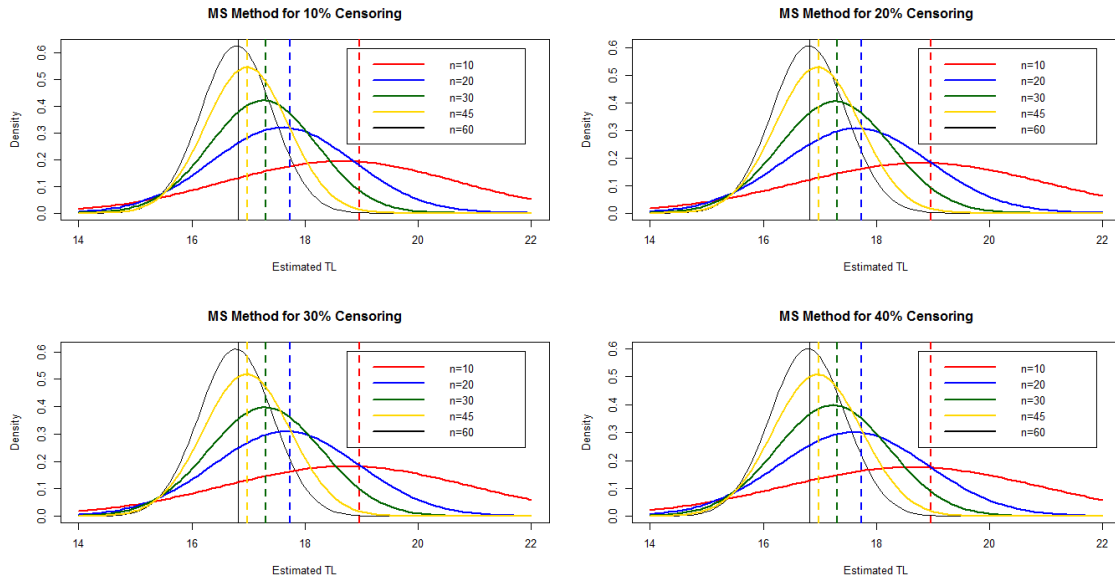 MS Method for 10% Censoring
Density
0.0 0.1 0.2 0.3 0.4 0.5 0.6
n=10
n=20
n=30
n=45
n=60
14 16 18 20 22
Estimated TL
MS Method for 20% Censoring
Density
0.0 0.1 0.2 0.3 0.4 0.5 0.6
n=10
n=20
n=30
n=45
n=60
14 16 18 20 22
Estimated TL
MS Method for 30% Censoring
Density
0.0 0.1 0.2 0.3 0.4 0.5 0.6
n=10
n=20
n=30
n=45
n=60
14 16 18 20 22
Estimated TL
MS Method for 40% Censoring
Density
0.0 0.1 0.2 0.3 0.4 0.5 0.6
n=10
n=20
n=30
n=45
n=60
14 16 18 20 22
Estimated TL